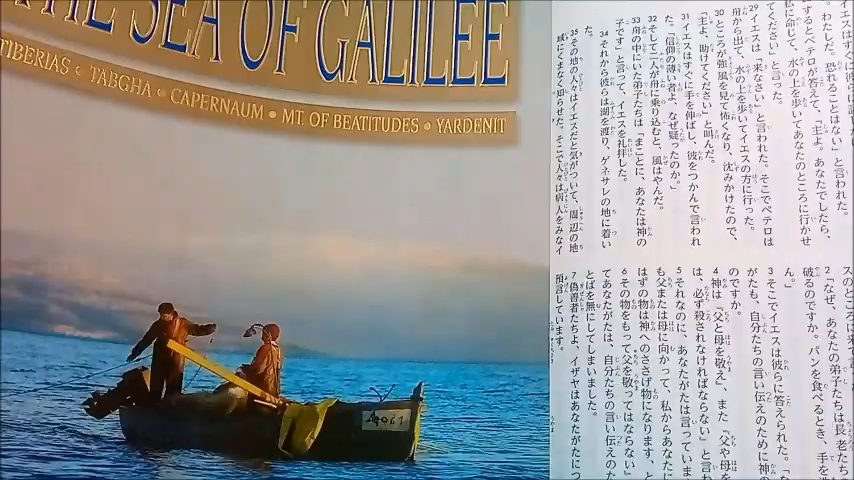 THE SEA OF GALILEE
TIBERIAS • TABGHA • CAPERNAUM • MT. OF BEATITUDES • YARDENIT
わたしだ。恐れることはない」と言われた。
するとペテロが答えて、「主よ。あなたでしたら、
私に命じて、水の上を歩いてあなたのところに行かせ
てください」と言った。
29 イエスは「来なさい」と言われた。そこでペテロは
舟から出て、水の上を歩いてイエスの方に行った。
30 ところが強風を見て怖くなり、沈みかけたので、
「主よ、助けてください」と叫んだ。
31 イエスはすぐに手を伸ばし、彼をつかんで言われ
た。「信仰の薄い者よ、なぜ疑ったのか。」
32 そして二人が舟に乗り込むと、風はやんだ。
33 舟の中にいた弟子たちは「まことに、あなたは神の
子です」と言って、イエスを礼拝した。
34 それから彼らは湖を渡り、ゲネサレの地に着い
た。
35 その地の人々はイエスだと気がついて、周辺の地
域にくまなく知らせた。そこで人々は病人をみなイ
スのところに来て
2「なぜ、あなたの弟子たちは長老たち
破るのですか。パンを食べるとき、手を洗
ん。」
3 そこでイエスは彼らに答えられた。「な
がたも、自分たちの言い伝えのために神の
のですか。
4 神は『父と母を敬え』、また『父や母を
は、必ず殺されなければならない』と言わ
5 それなのに、あなたがたは言っていま
も父または母に向かって、私からあなたに
はずの物は神へのささげ物になります、と
6 その物をもって父を敬ってはならない』
てあなたがたは、自分たちの言い伝えのた
とばを無にしてしまいました。
7 偽善者たちよ、イザヤはあなたがたにつ
預言しています。